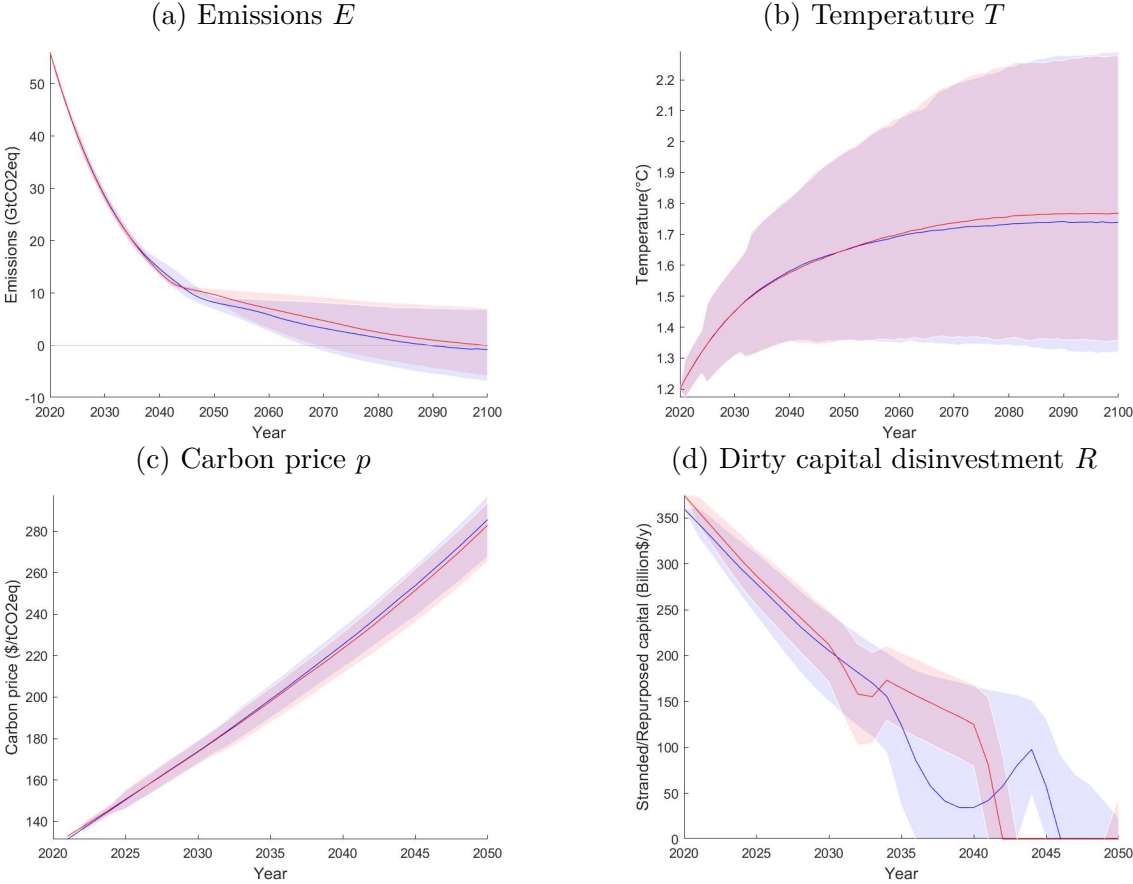 (a) Emissions E
(b) Temperature T
Emissions (GtCO2eq)
50
40
30
20
10
0
-10
2020 2030 2040 2050 2060 2070 2080 2090 2100
Year
Temperature(°C)
2.2
2.1
2
1.9
1.8
1.7
1.6
1.5
1.4
1.3
1.2
2020 2030 2040 2050 2060 2070 2080 2090 2100
Year
(c) Carbon price p
(d) Dirty capital disinvestment R
Carbon price ($/tCO2eq)
280
260
240
220
200
180
160
140
2020 2025 2030 2035 2040 2045 2050
Year
Stranded/Repurposed capital (Billion$/y)
350
300
250
200
150
100
50
0
2020 2025 2030 2035 2040 2045 2050
Year